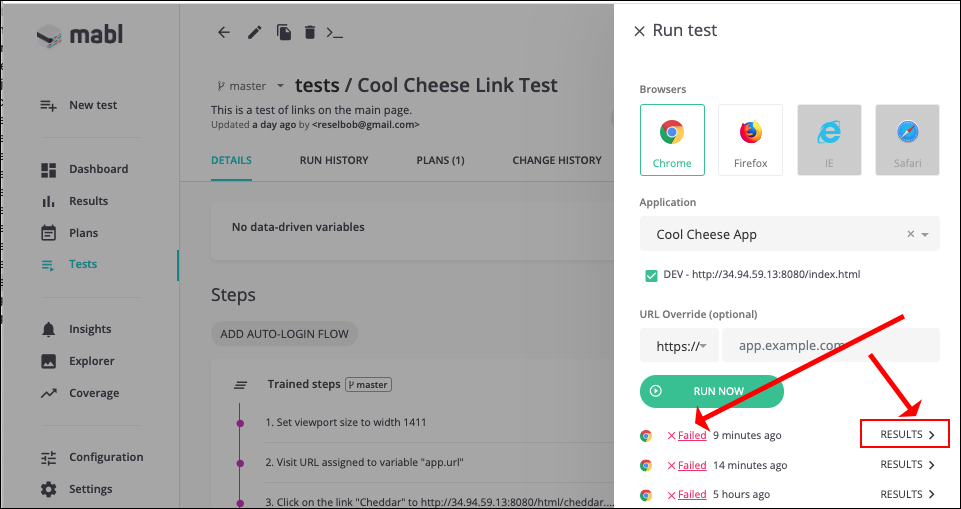 mabl
New test
Dashboard
Results
Plans
Tests
Insights
Explorer
Coverage
Configuration
Settings
master
tests / Cool Cheese Link Test
This is a test of links on the main page.
Updated a day ago by <reselbob@gmail.com>
DETAILS
RUN HISTORY
PLANS (1)
CHANGE HISTORY
No data-driven variables
Steps
ADD AUTO-LOGIN FLOW
Trained steps master
1. Set viewport size to width 1411
2. Visit URL assigned to variable "app.url"
3. Click on the link "Cheddar" to http://34.94.59.13:8080/html/cheddar....
Run test
Browsers
Chrome
Firefox
IE
Safari
Application
Cool Cheese App
DEV - http://34.94.59.13:8080/index.html
URL Override (optional)
https://
app.example.com
RUN NOW
Failed 9 minutes ago RESULTS
Failed 14 minutes ago RESULTS
Failed 5 hours ago RESULTS